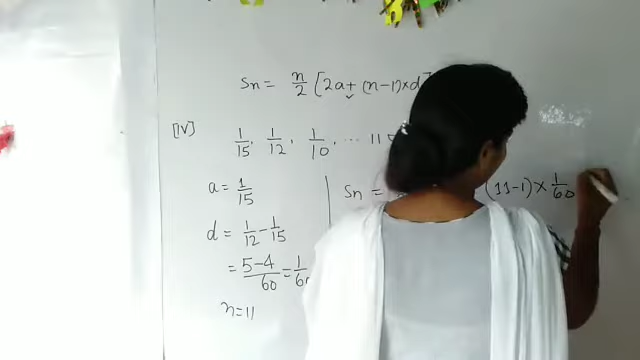 Sn = n/2 [2a + (n-1)×d]
[IV] 1/15, 1/12, 1/10, ... 11
a = 1/15
Sn = (11-1) × 1/60
d = 1/12 - 1/15
= 5-4/60 = 1/60
n = 11